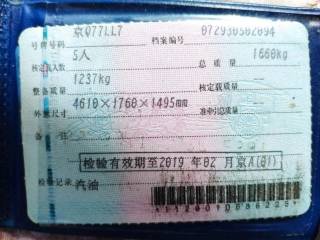 京Q77LL7 072930502094
号牌号码 档案编号
5人 1660kg
核定载人数 总质量
1237kg
整备质量 核定载质量
4610×1760×1495mm
外廓尺寸 准牵引总质量
备注
检验有效期至2019 年 02 月京A(01)
检验记录 汽油